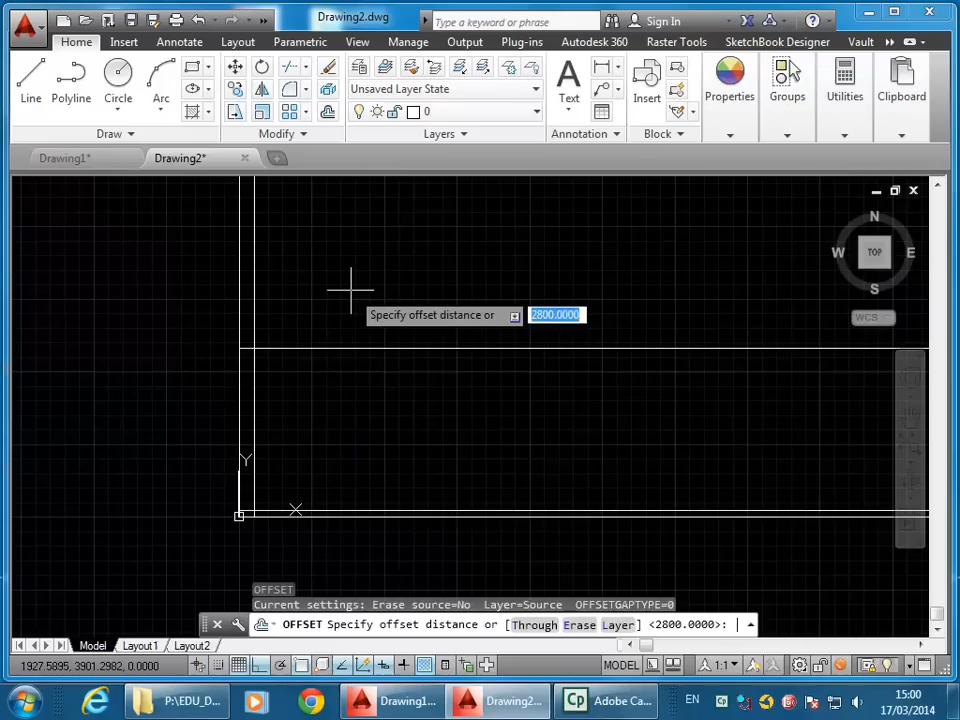 Drawing2.dwg
Type a keyword or phrase
Sign In
Home Insert Annotate Layout Parametric View Manage Output Plug-ins Autodesk 360 Raster Tools SketchBook Designer Vault
Unsaved Layer State
0
Line Polyline Circle Arc Text Insert Properties Groups Utilities Clipboard
Draw Modify Layers Annotation Block
Drawing1* Drawing2*
N
W TOP E
S
WCS
Specify offset distance or 2800.0000
Y
X
OFFSET
Current settings: Erase source=No Layer=Source OFFSETGAPTYPE=0
OFFSET Specify offset distance or [Through Erase Layer] <2800.0000>:
Model Layout1 Layout2
1927.5895, 3901.2982, 0.0000 MODEL 1:1
P:\EDU_D... Drawing1... Drawing2... Cp Adobe Ca... EN Cp 15:00
17/03/2014